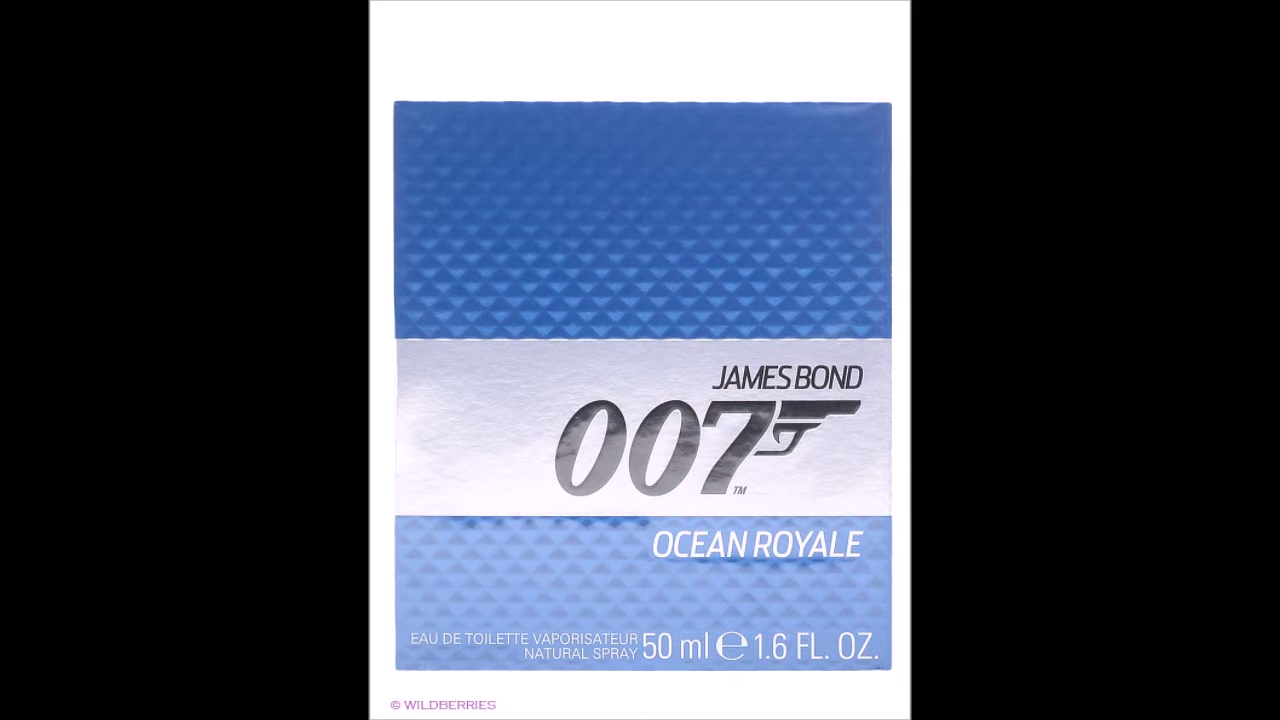 JAMES BOND
007
TM
OCEAN ROYALE
EAU DE TOILETTE VAPORISATEUR
NATURAL SPRAY
50 ml ℮ 1.6 FL. OZ.
© WILDBERRIES